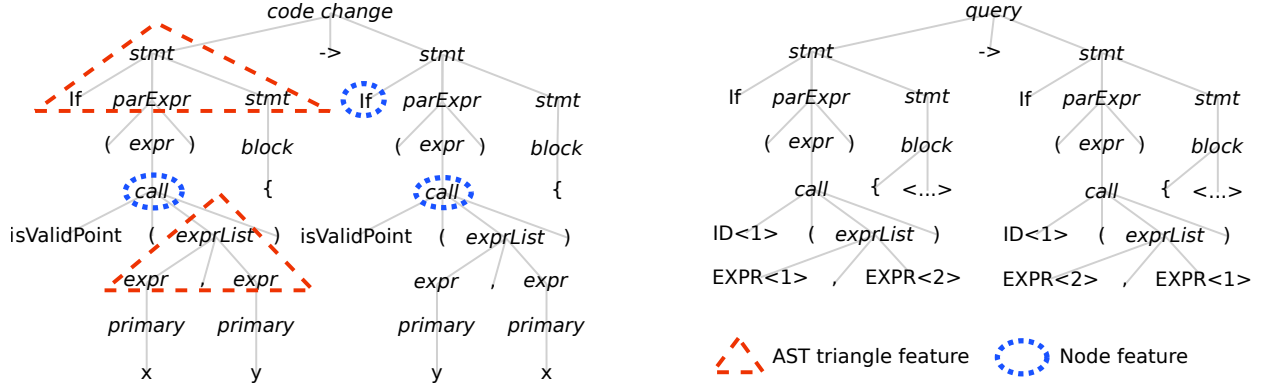 code change
stmt -> stmt
If parExpr stmt If parExpr stmt
( expr ) block ( expr ) block
call { call {
isValidPoint ( exprList ) isValidPoint ( exprList )
expr , expr expr , expr
primary primary primary primary
x y y x
query
stmt -> stmt
If parExpr stmt If parExpr stmt
( expr ) block ( expr ) block
call { <...> call { <...>
ID<1> ( exprList ) ID<1> ( exprList )
EXPR<1> , EXPR<2> EXPR<2> , EXPR<1>
AST triangle feature Node feature